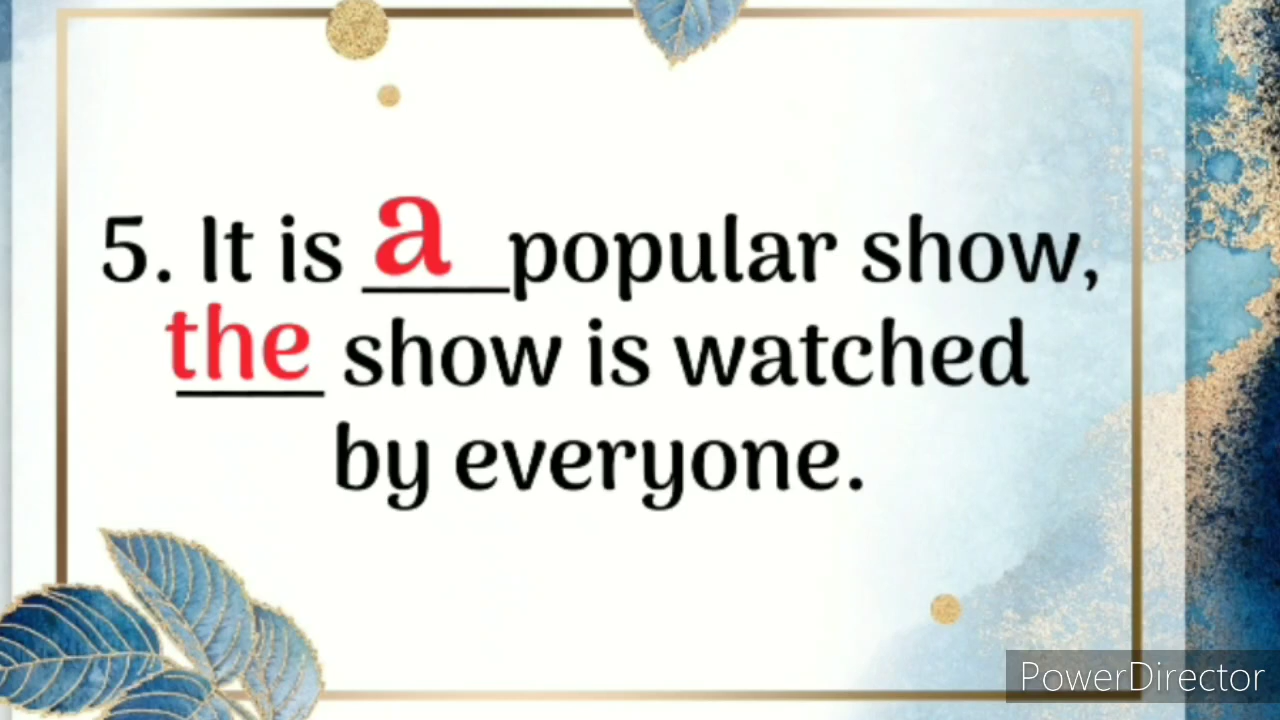 5. It is a popular show,
the show is watched
by everyone.
PowerDirector